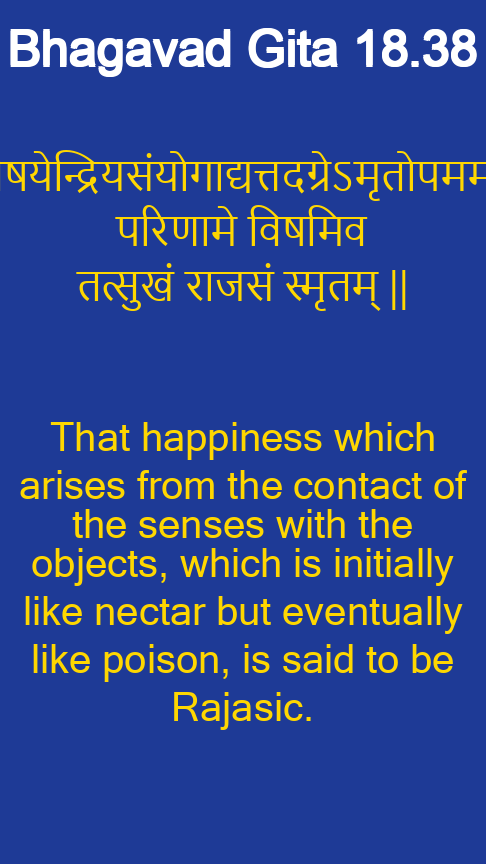 Bhagavad Gita 18.38
षयेन्द्रियसंयोगाद्यत्तदग्रेऽमृतोपमम
परिणामे विषमिव
तत्सुखं राजसं स्मृतम् ||
That happiness which
arises from the contact of
the senses with the
objects, which is initially
like nectar but eventually
like poison, is said to be
Rajasic.